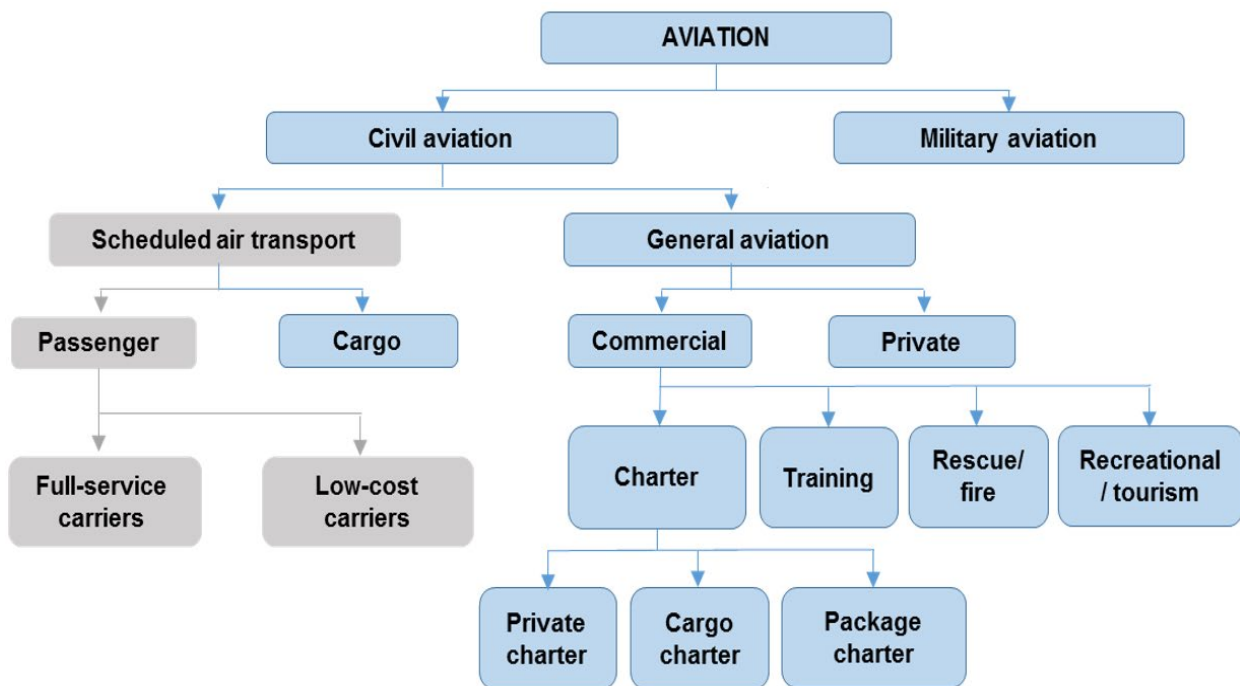 AVIATION
Civil aviation
Military aviation
Scheduled air transport
General aviation
Passenger
Cargo
Commercial
Private
Full-service
carriers
Low-cost
carriers
Charter
Training
Rescue/
fire
Recreational
/ tourism
Private
charter
Cargo
charter
Package
charter